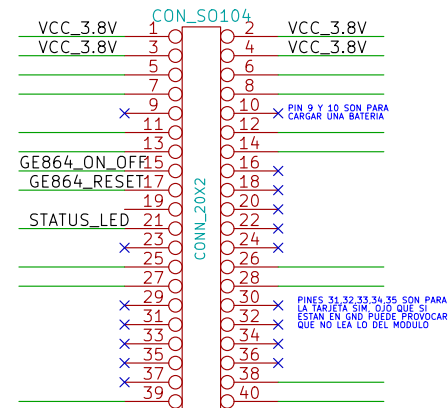 CON_SO104
VCC_3.8V 1 2 VCC_3.8V
VCC_3.8V 3 4 VCC_3.8V
5 6
7 8
9 10 PIN 9 Y 10 SON PARA
CARGAR UNA BATERIA
11 12
13 14
GE864_ON_OFF 15 16
GE864_RESET 17 18
19 20
STATUS_LED 21 22
23 24
25 26
27 28
29 30
31 32
33 34
35 36
37 38
39 40
CONN_20X2
PINES 31,32,33,34,35 SON PARA
LA TARJETA SIM, OJO QUE SI
ESTAN EN GND PUEDE PROVOCAR
QUE NO LEA LO DEL MODULO